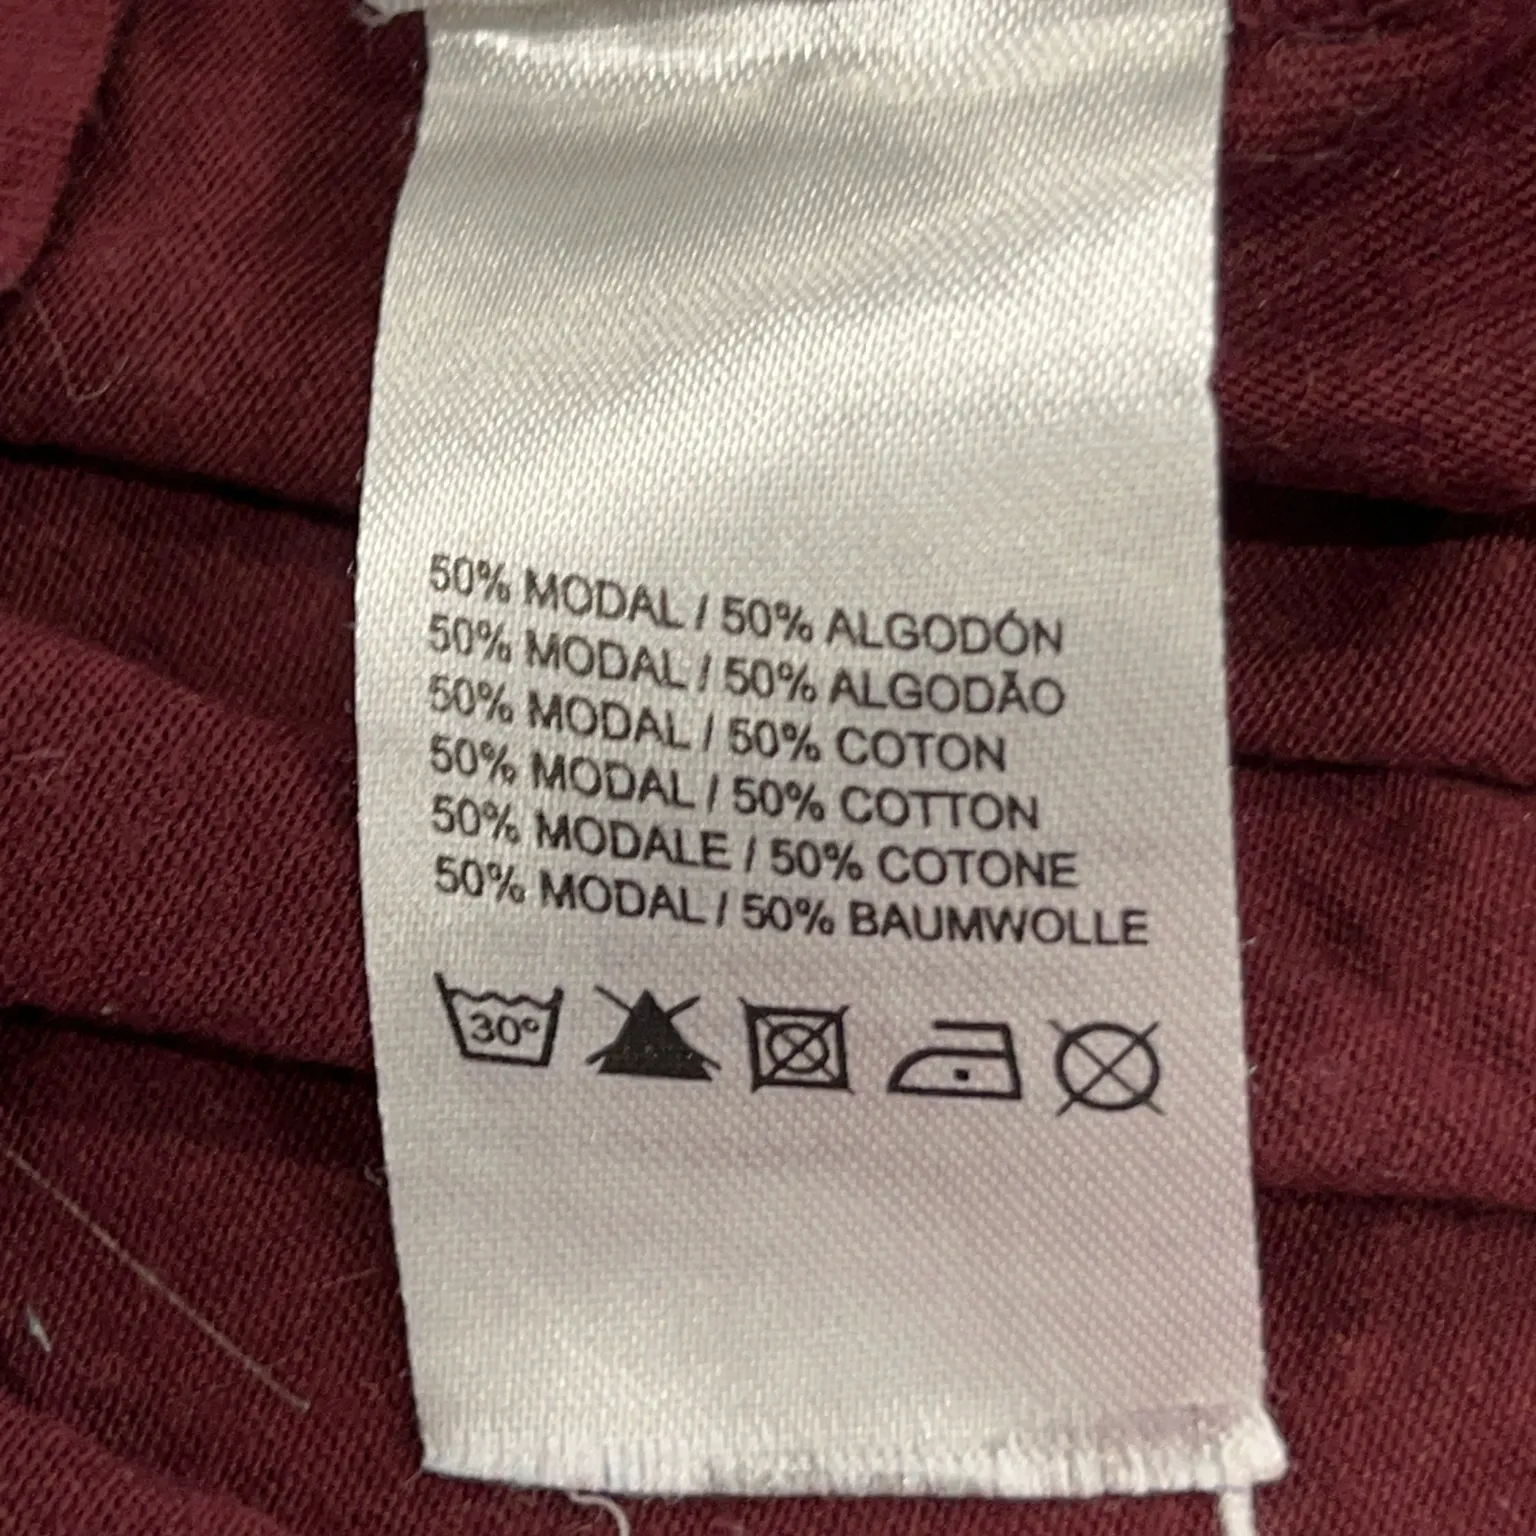 50% MODAL / 50% ALGODÓN
50% MODAL / 50% ALGODÃO
50% MODAL / 50% COTON
50% MODAL / 50% COTTON
50% MODALE / 50% COTONE
50% MODAL / 50% BAUMWOLLE
30°